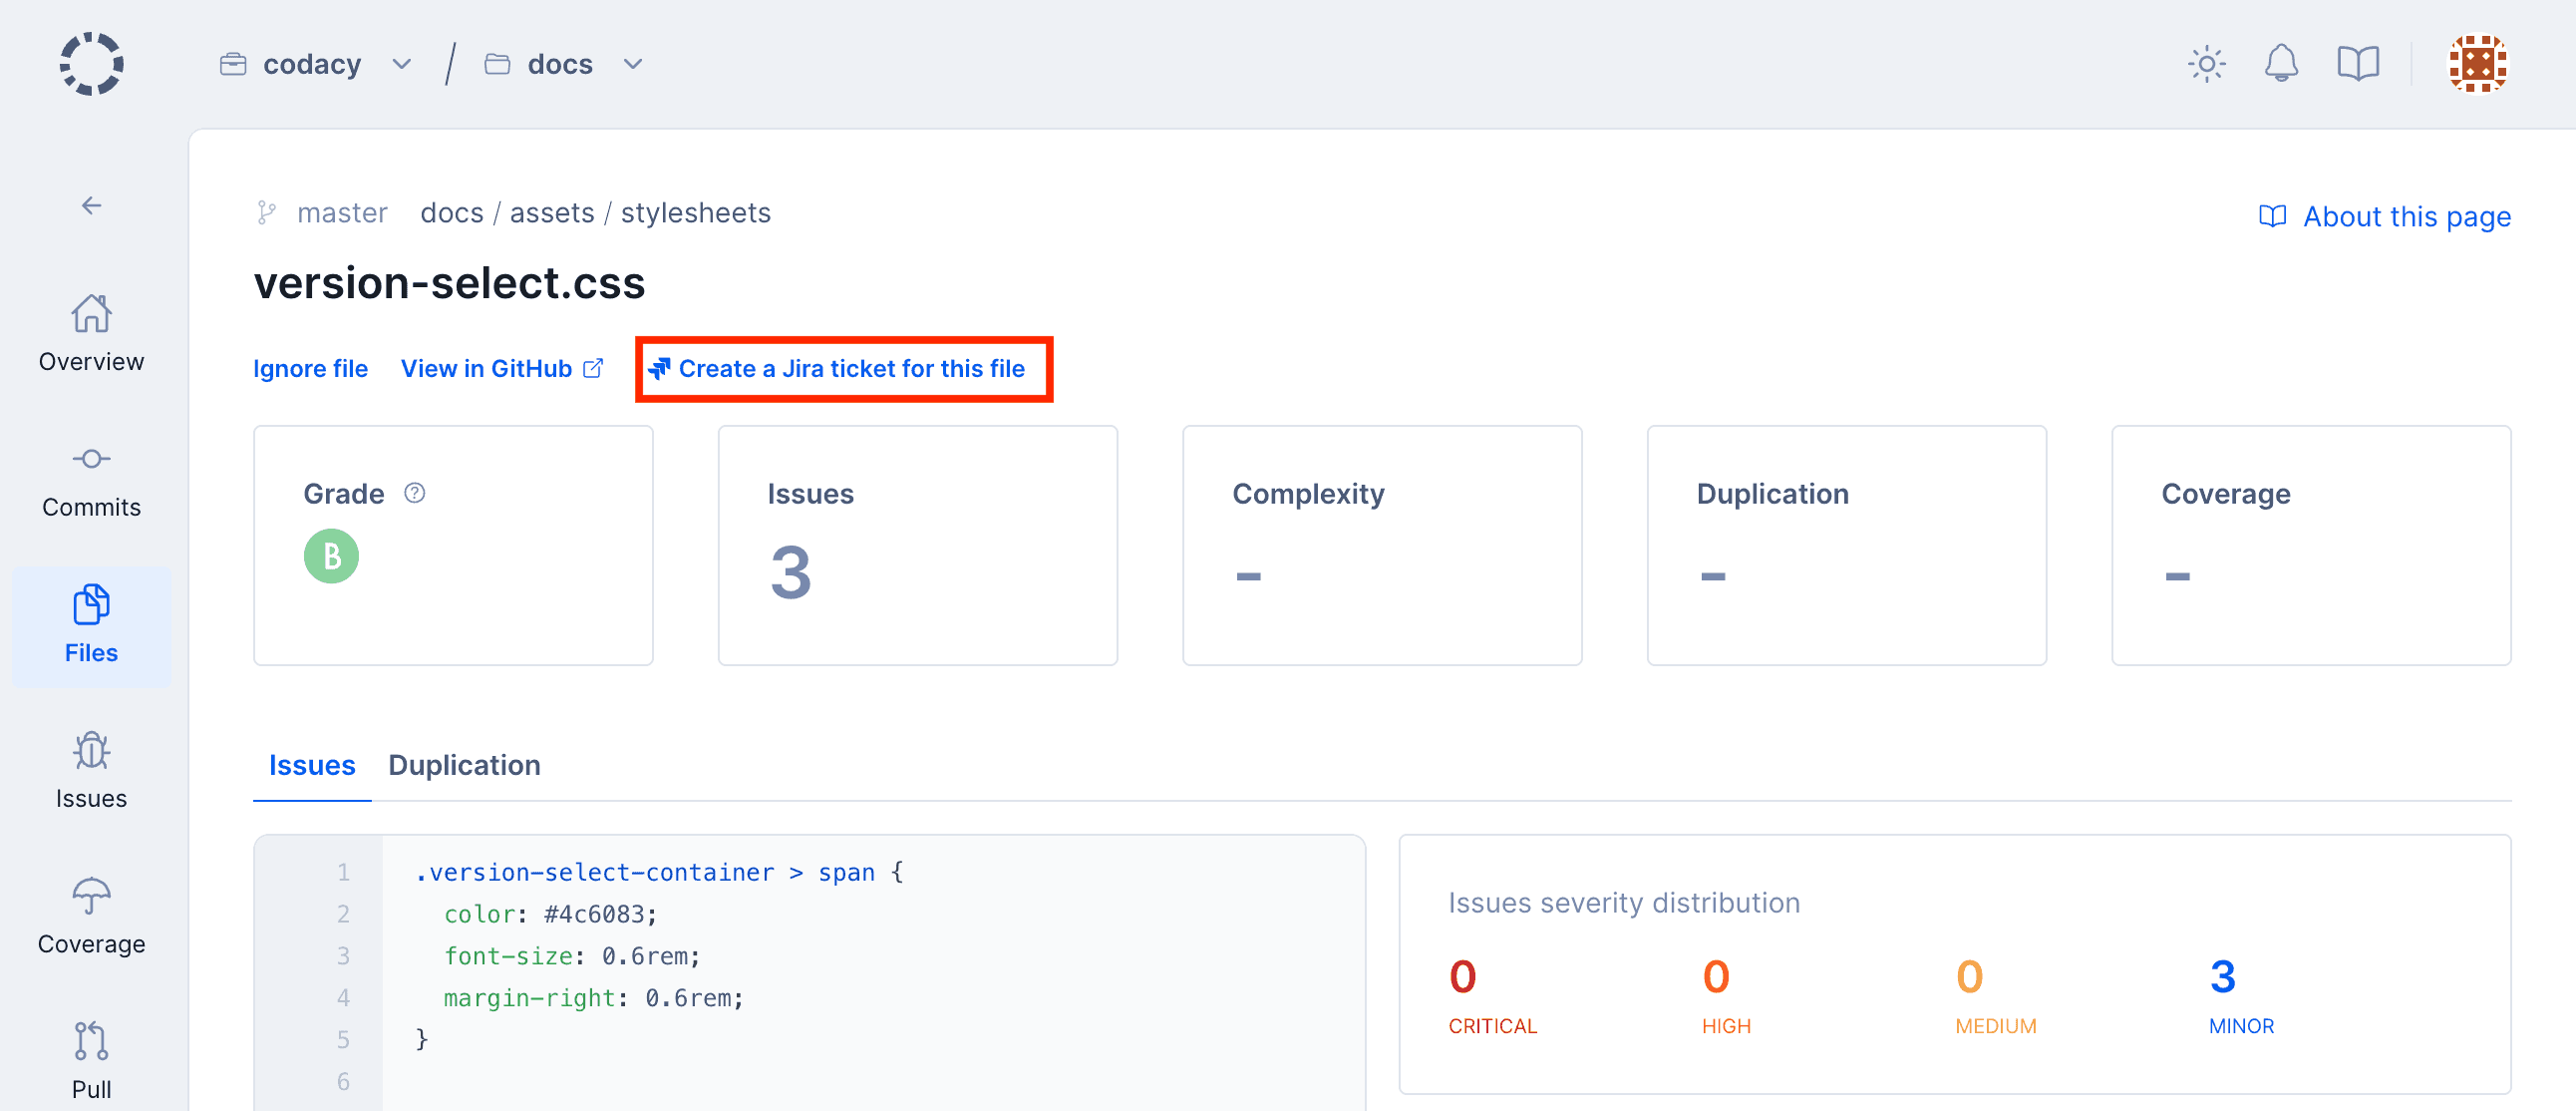 codacy / docs
master docs / assets / stylesheets
About this page
version-select.css
Ignore file View in GitHub Create a Jira ticket for this file
Overview
Commits
Files
Issues
Coverage
Pull
Grade ?
B
Issues
3
Complexity
-
Duplication
-
Coverage
-
Issues Duplication
1 .version-select-container > span {
2 color: #4c6083;
3 font-size: 0.6rem;
4 margin-right: 0.6rem;
5 }
6
Issues severity distribution
0 0 0 3
CRITICAL HIGH MEDIUM MINOR